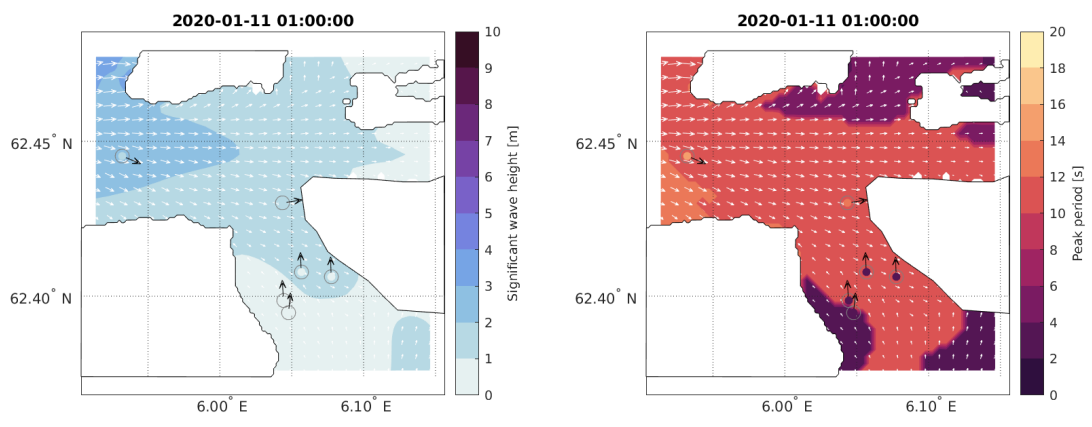 2020-01-11 01:00:00
62.45° N
62.40° N
6.00° E
6.10° E
10
9
8
7
6
5
4
3
2
1
0
Significant wave height [m]
2020-01-11 01:00:00
62.45° N
62.40° N
6.00° E
6.10° E
20
18
16
14
12
10
8
6
4
2
0
Peak period [s]